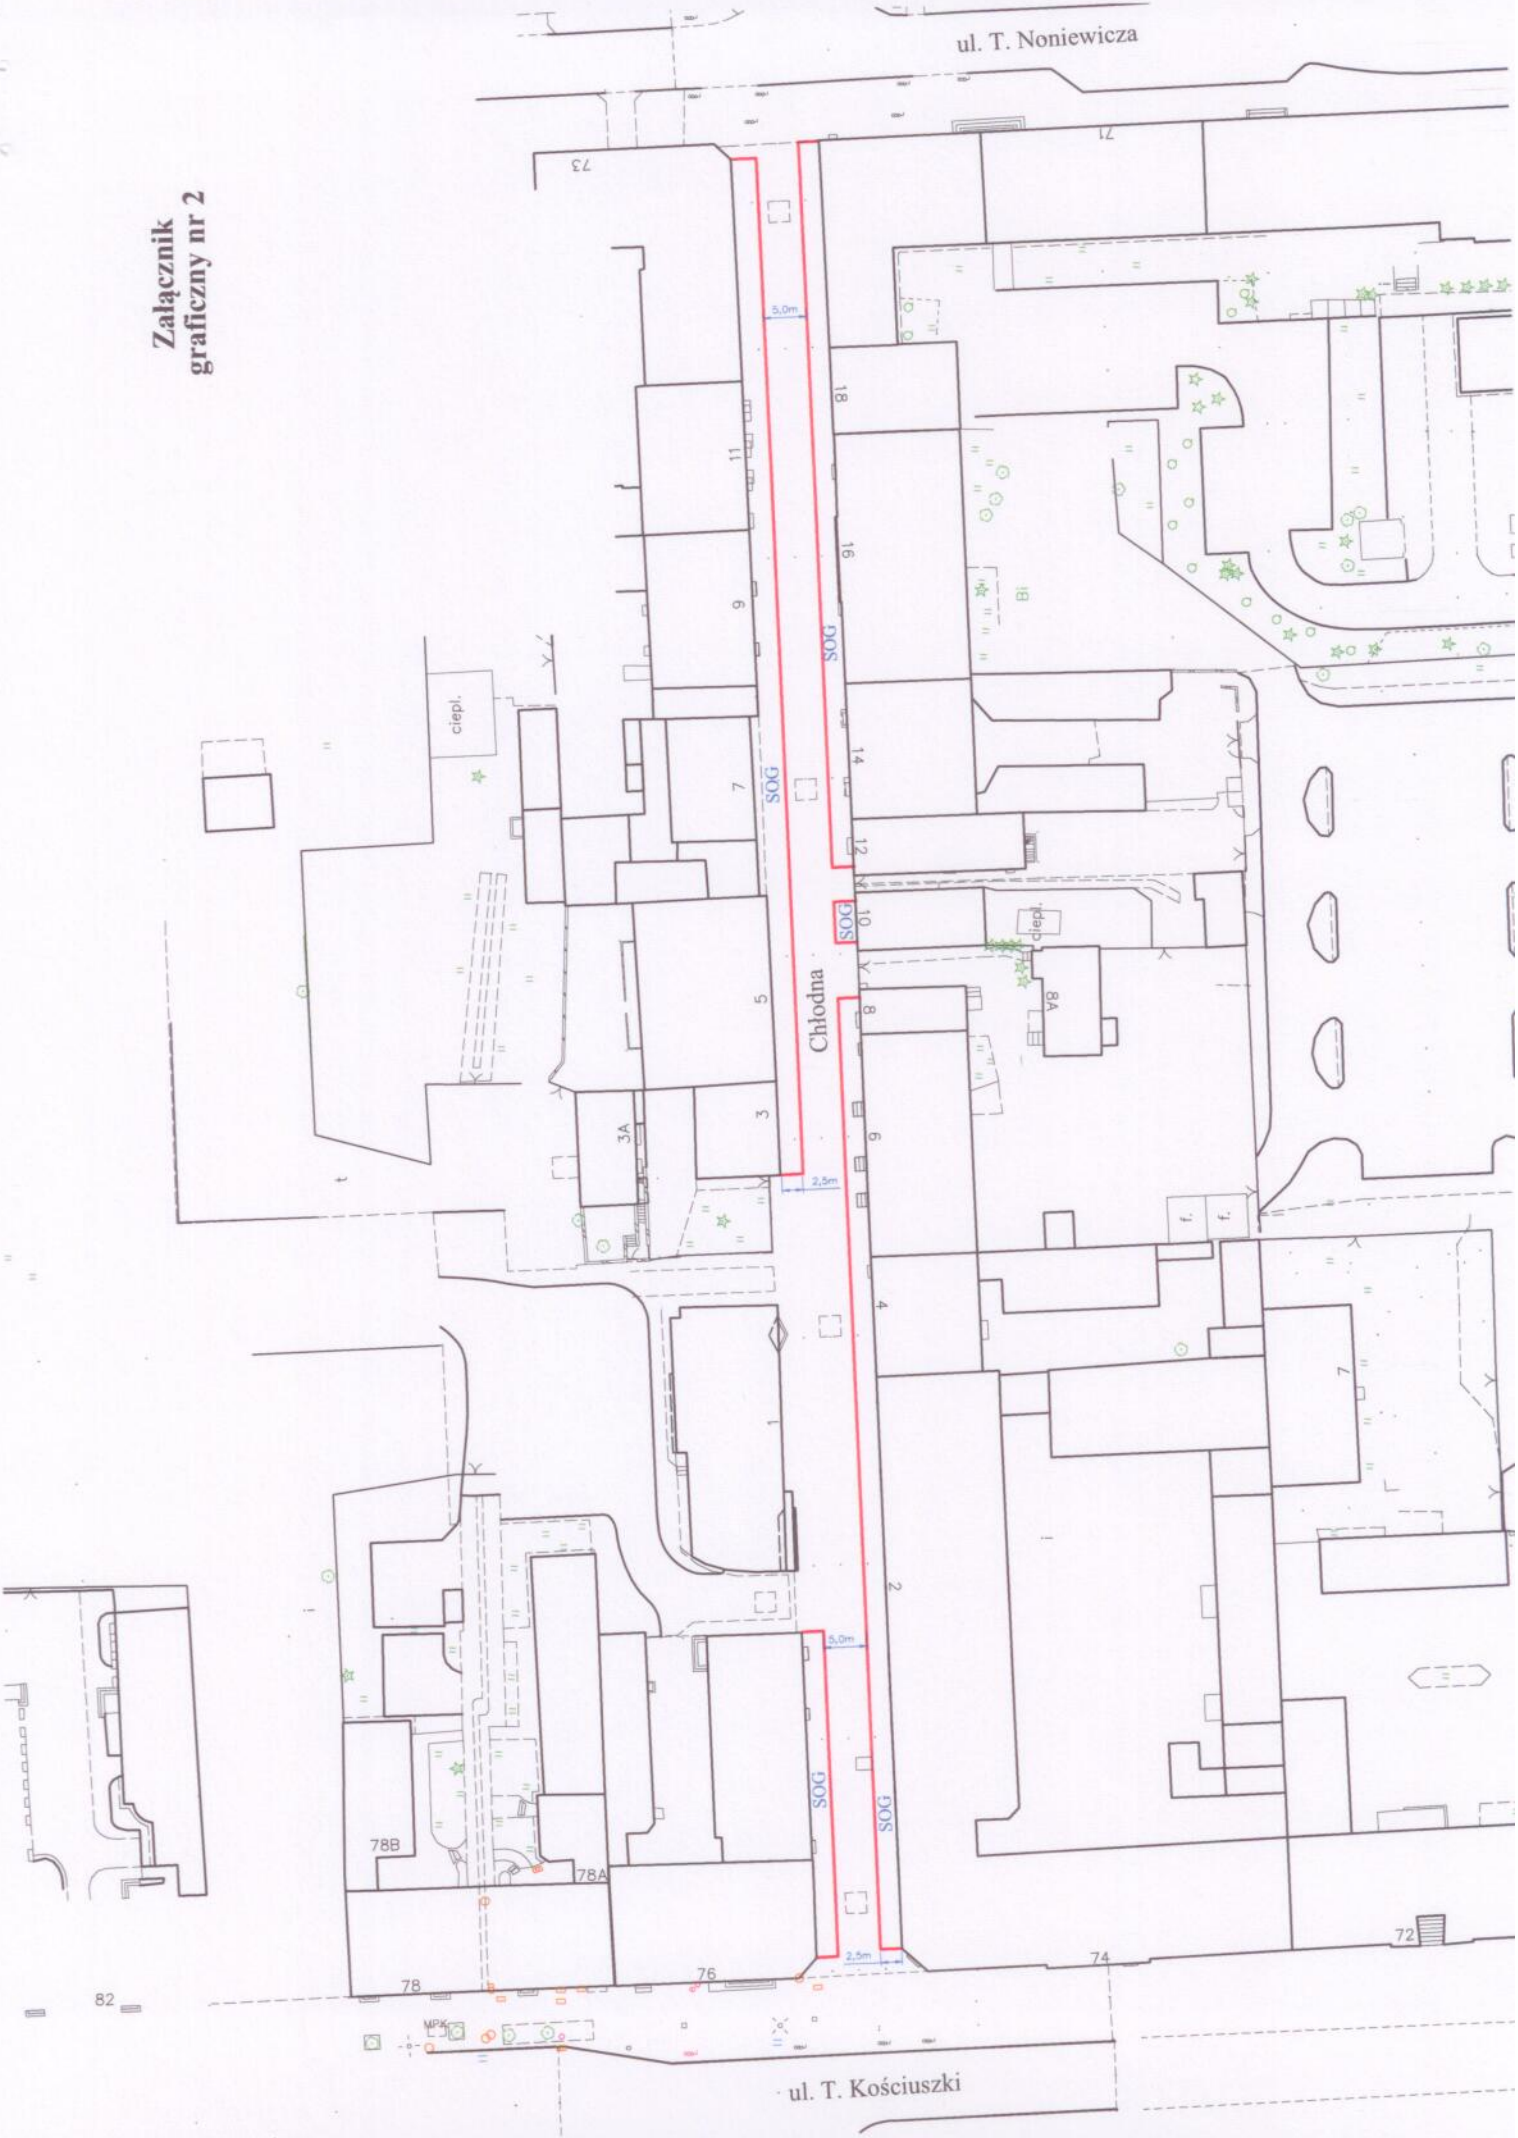 ul. T. Noniewicza
Załącznik
graficzny nr 2
73
71
5,0m
18
11
16
9
SOG
Bi
ciepl.
SOG
7
14
12
SOG
10
ciepl.
5
Chłodna
8
8A
3
3A
6
2,5m
t
f.
f.
4
1
7
2
i
i
5,0m
SOG
SOG
78B
78A
2,5m
78
76
74
72
82
MPK
ul. T. Kościuszki